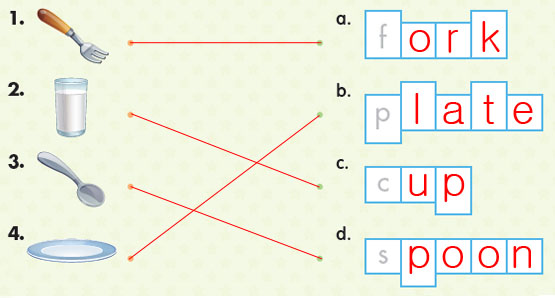 1. a. fork
2. b. plate
3. c. cup
4. d. spoon